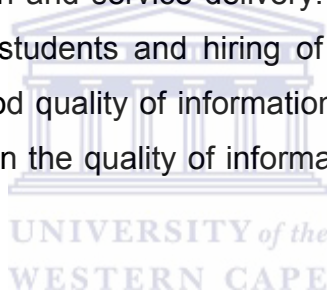 n and service delivery.
students and hiring of
od quality of information
n the quality of informa
UNIVERSITY of the
WESTERN CAPE